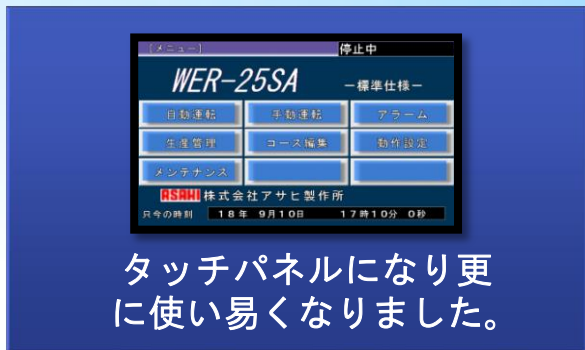 [メニュー] 停止中
WER-25SA －標準仕様－
自動運転 手動運転 アラーム
生産管理 コース編集 動作設定
メンテナンス
ASAHI 株式会社アサヒ製作所
只今の時刻 18年 9月10日 17時10分 0秒
タッチパネルになり更
に使い易くなりました。